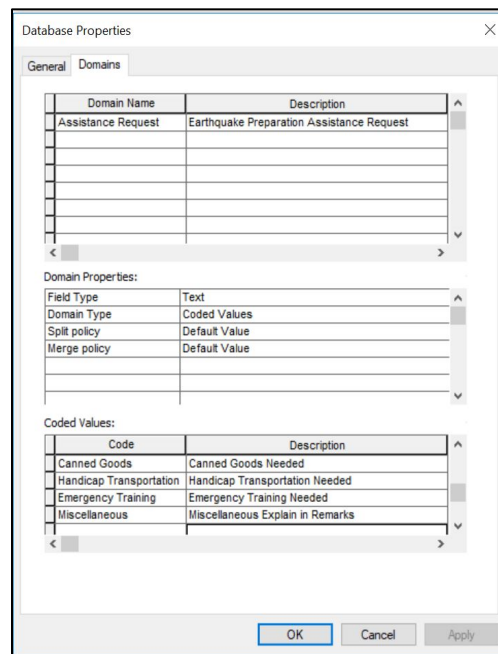 Database Properties
General Domains
Domain Name Description
Assistance Request Earthquake Preparation Assistance Request
Domain Properties:
Field Type Text
Domain Type Coded Values
Split policy Default Value
Merge policy Default Value
Coded Values:
Code Description
Canned Goods Canned Goods Needed
Handicap Transportation Handicap Transportation Needed
Emergency Training Emergency Training Needed
Miscellaneous Miscellaneous Explain in Remarks
OK Cancel Apply